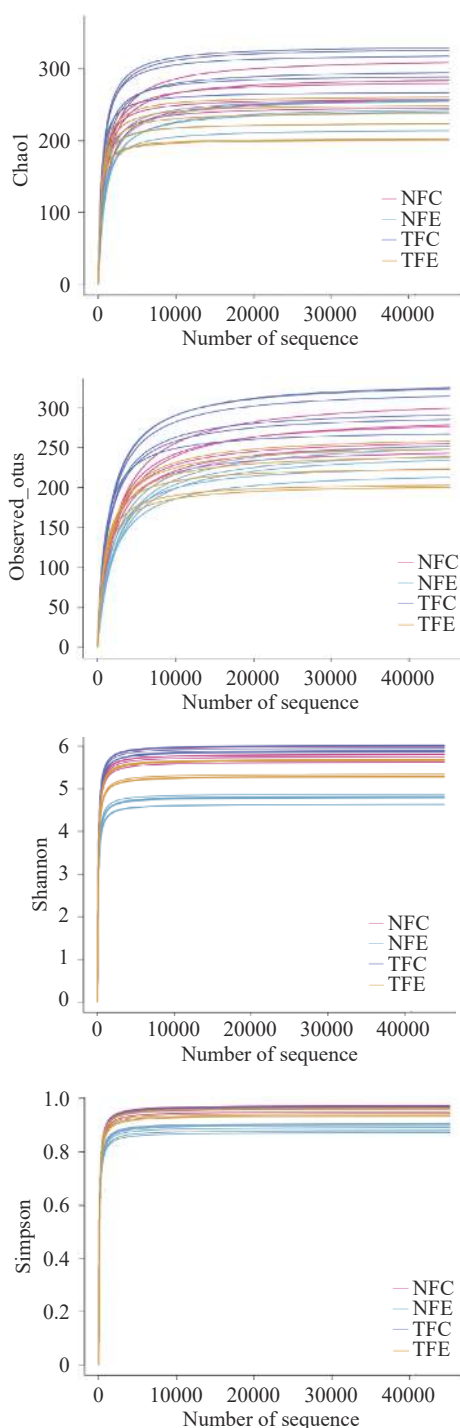 Chao1
300
200
100
0
NFC
NFE
TFC
TFE
0 10000 20000 30000 40000
Number of sequence
Observed_otus
300
250
200
150
100
50
0
NFC
NFE
TFC
TFE
0 10000 20000 30000 40000
Number of sequence
Shannon
6
5
4
3
2
1
0
NFC
NFE
TFC
TFE
0 10000 20000 30000 40000
Number of sequence
Simpson
1.0
0.8
0.6
0.4
0.2
0
NFC
NFE
TFC
TFE
0 10000 20000 30000 40000
Number of sequence